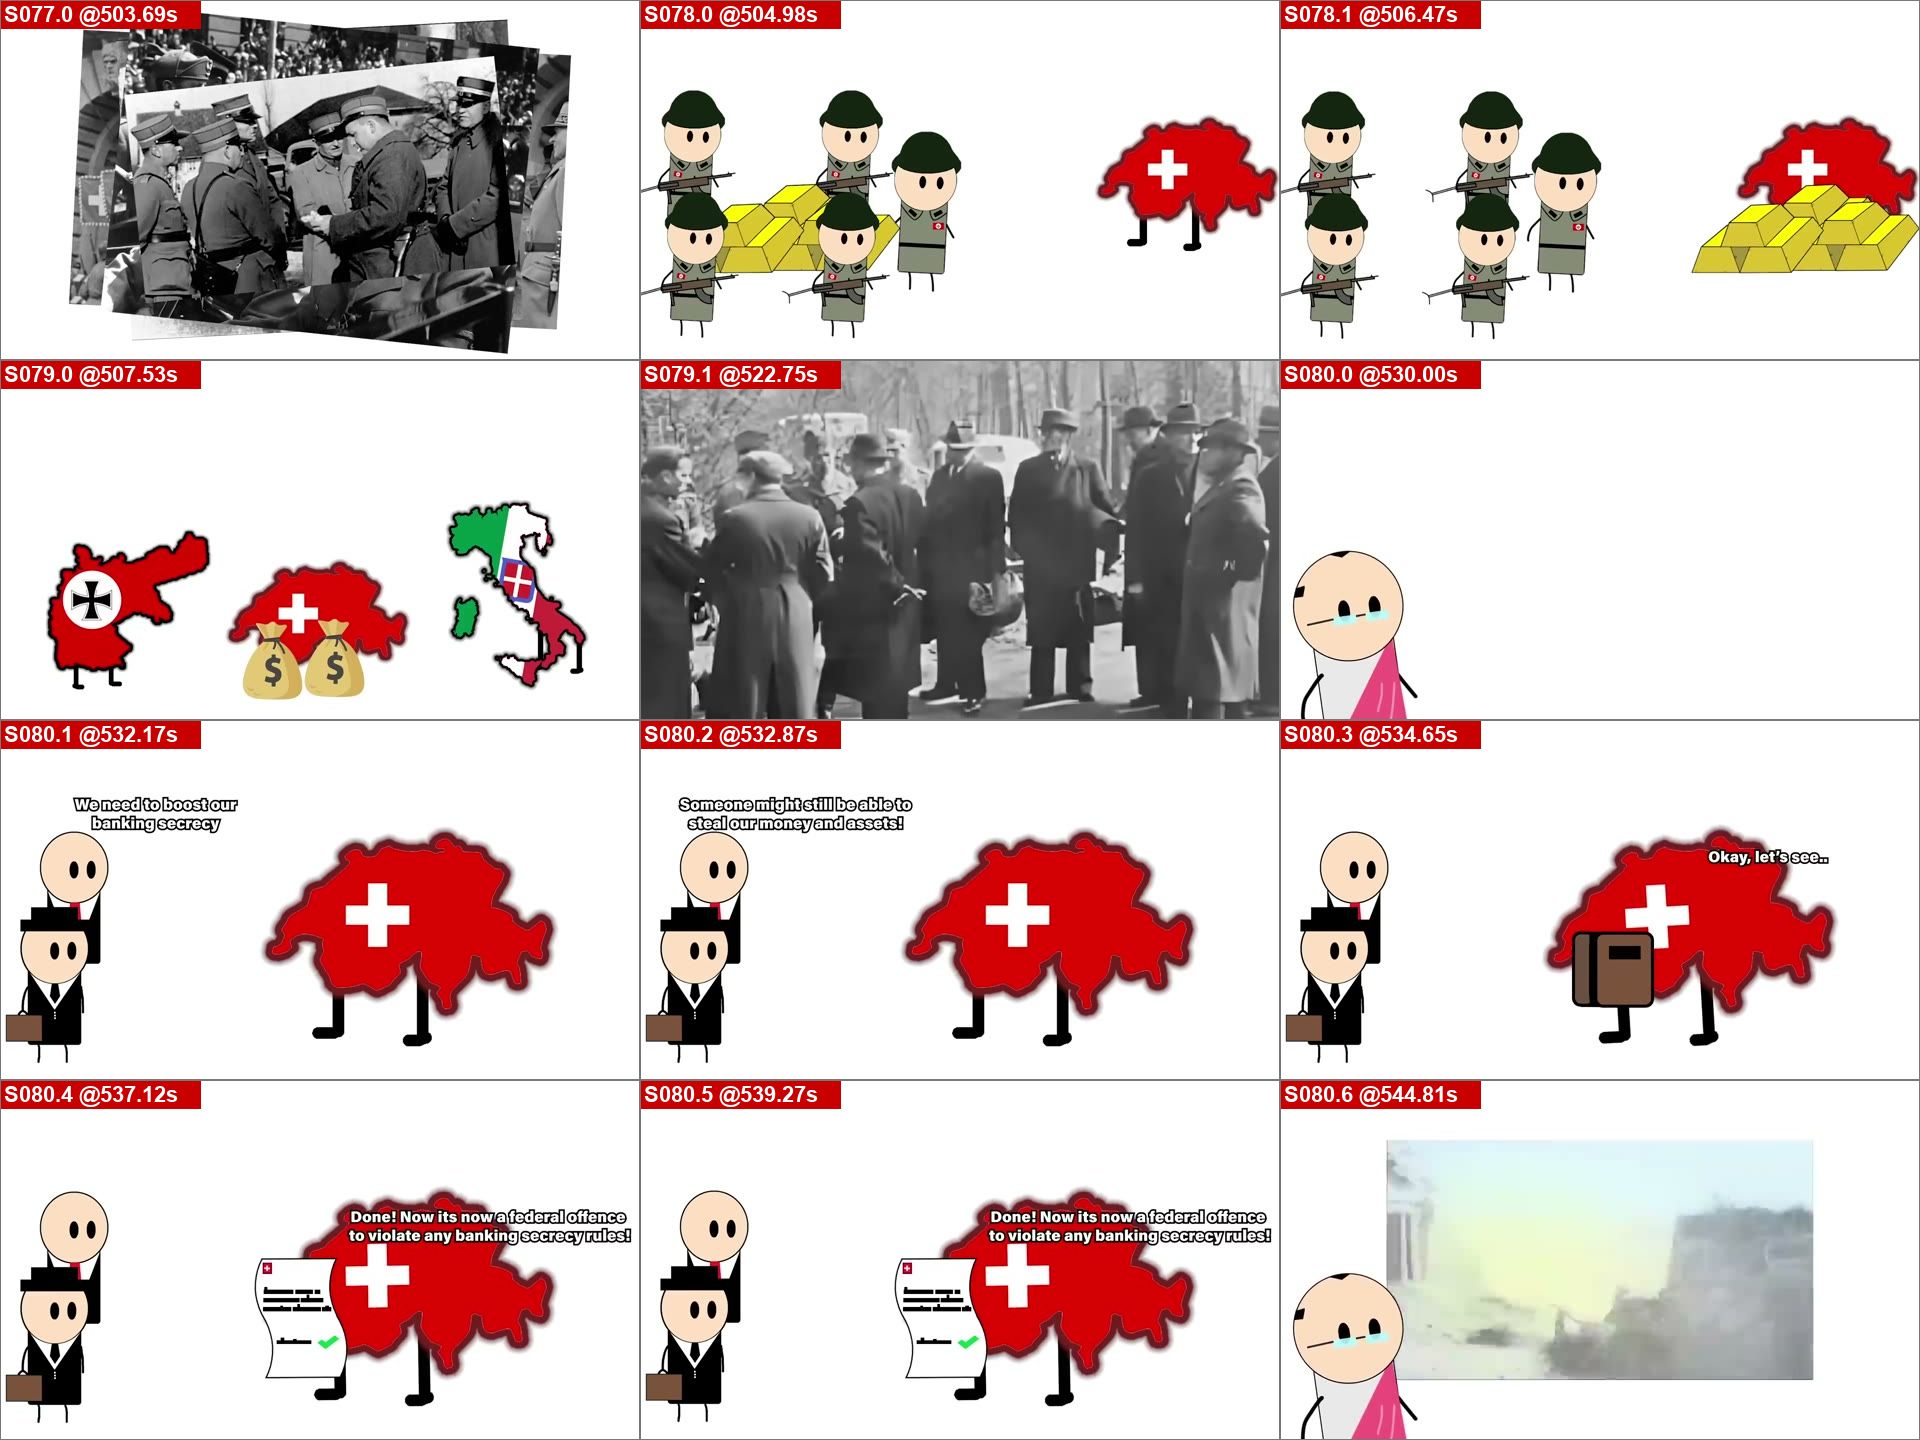 S077.0 @503.69s
S078.0 @504.98s
S078.1 @506.47s
S079.0 @507.53s
S079.1 @522.75s
S080.0 @530.00s
$
$
S080.1 @532.17s
S080.2 @532.87s
S080.3 @534.65s
We need to boost our
banking secrecy
Someone might still be able to
steal our money and assets!
Okay, let's see..
S080.4 @537.12s
S080.5 @539.27s
S080.6 @544.81s
Done! Now its now a federal offence
to violate any banking secrecy rules!
Done! Now its now a federal offence
to violate any banking secrecy rules!